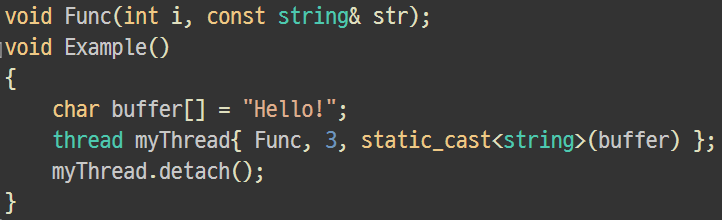 void Func(int i, const string& str);
void Example()
{
    char buffer[] = "Hello!";
    thread myThread{ Func, 3, static_cast<string>(buffer) };
    myThread.detach();
}